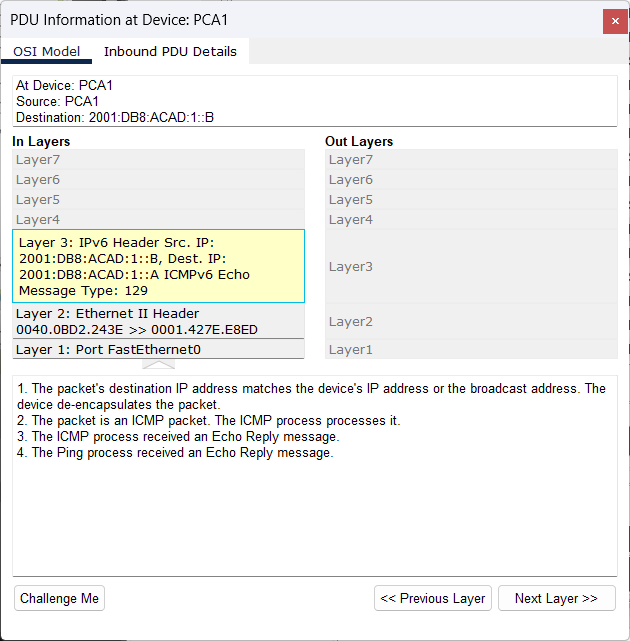 PDU Information at Device: PCA1
OSI Model
Inbound PDU Details
At Device: PCA1
Source: PCA1
Destination: 2001:DB8:ACAD:1::B
In Layers
Layer7
Layer6
Layer5
Layer4
Layer 3: IPv6 Header Src. IP:
2001:DB8:ACAD:1::B, Dest. IP:
2001:DB8:ACAD:1::A ICMPv6 Echo
Message Type: 129
Layer 2: Ethernet II Header
0040.0BD2.243E >> 0001.427E.E8ED
Layer 1: Port FastEthernet0
Out Layers
Layer7
Layer6
Layer5
Layer4
Layer3
Layer2
Layer1
1. The packet's destination IP address matches the device's IP address or the broadcast address. The
device de-encapsulates the packet.
2. The packet is an ICMP packet. The ICMP process processes it.
3. The ICMP process received an Echo Reply message.
4. The Ping process received an Echo Reply message.
Challenge Me
<< Previous Layer
Next Layer >>